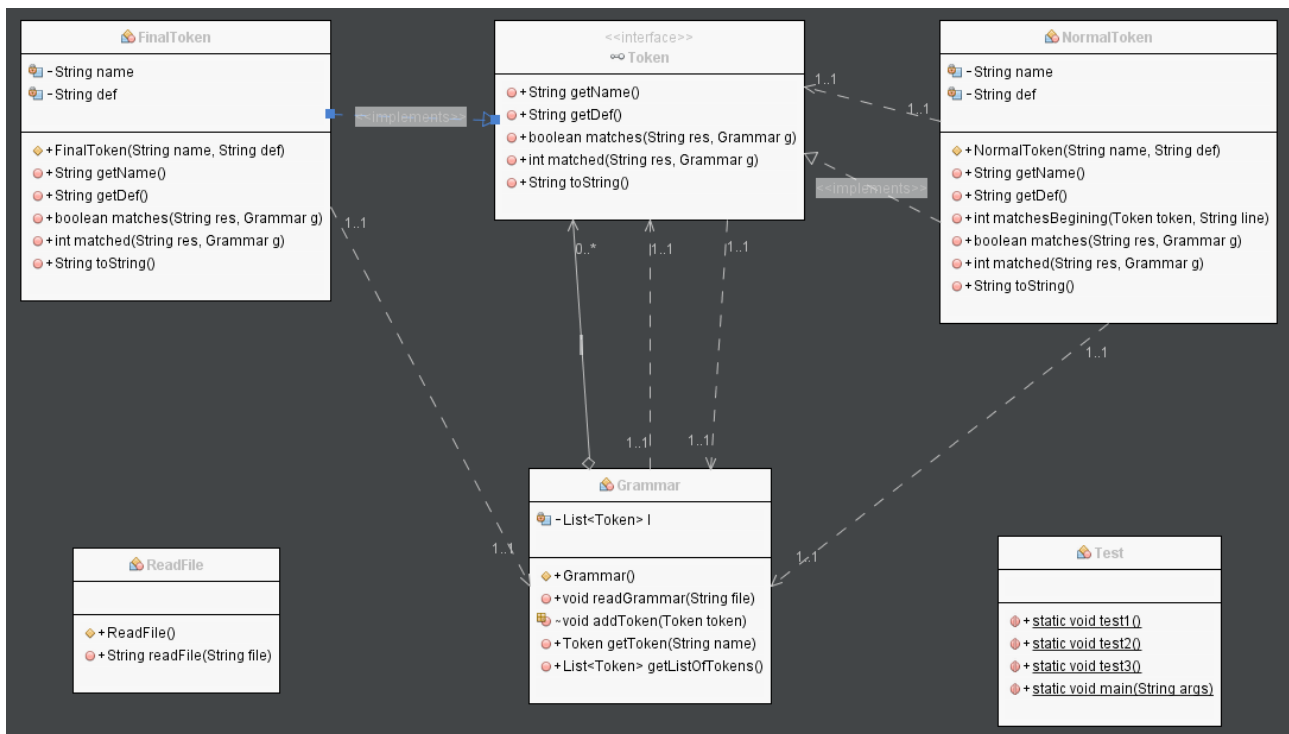 FinalToken
- String name
- String def
+ FinalToken(String name, String def)
+ String getName()
+ String getDef()
+ boolean matches(String res, Grammar g)
+ int matched(String res, Grammar g)
+ String toString()
<<implements>>
<<interface>>
Token
+ String getName()
+ String getDef()
+ boolean matches(String res, Grammar g)
+ int matched(String res, Grammar g)
+ String toString()
1..1
1..1
<<implements>>
NormalToken
- String name
- String def
+ NormalToken(String name, String def)
+ String getName()
+ String getDef()
+ int matchesBegining(Token token, String line)
+ boolean matches(String res, Grammar g)
+ int matched(String res, Grammar g)
+ String toString()
1..1
0..*
1..1
1..1
1..1
1..1
1..1
1..1
1..1
Grammar
- List<Token> l
+ Grammar()
+ void readGrammar(String file)
~ void addToken(Token token)
+ Token getToken(String name)
+ List<Token> getListOfTokens()
ReadFile
+ ReadFile()
+ String readFile(String file)
Test
+ static void test1()
+ static void test2()
+ static void test3()
+ static void main(String args)